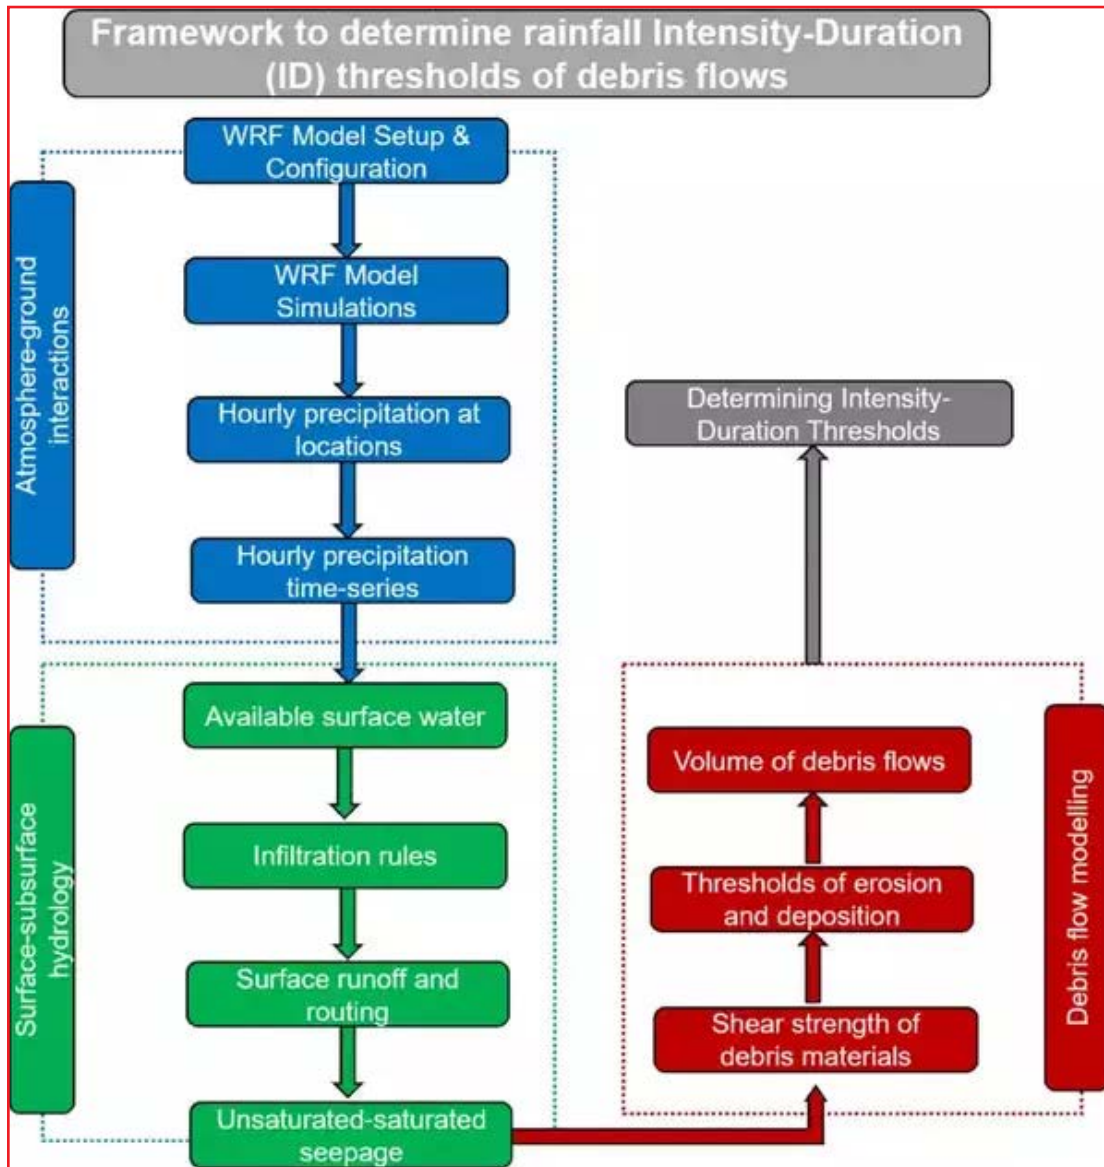 Framework to determine rainfall Intensity-Duration
(ID) thresholds of debris flows
WRF Model Setup &
Configuration
WRF Model
Simulations
Hourly precipitation at
locations
Hourly precipitation
time-series
Atmosphere-ground
interactions
Available surface water
Infiltration rules
Surface runoff and
routing
Unsaturated-saturated
seepage
Surface-subsurface
hydrology
Determining Intensity-
Duration Thresholds
Volume of debris flows
Thresholds of erosion
and deposition
Shear strength of
debris materials
Debris flow modelling